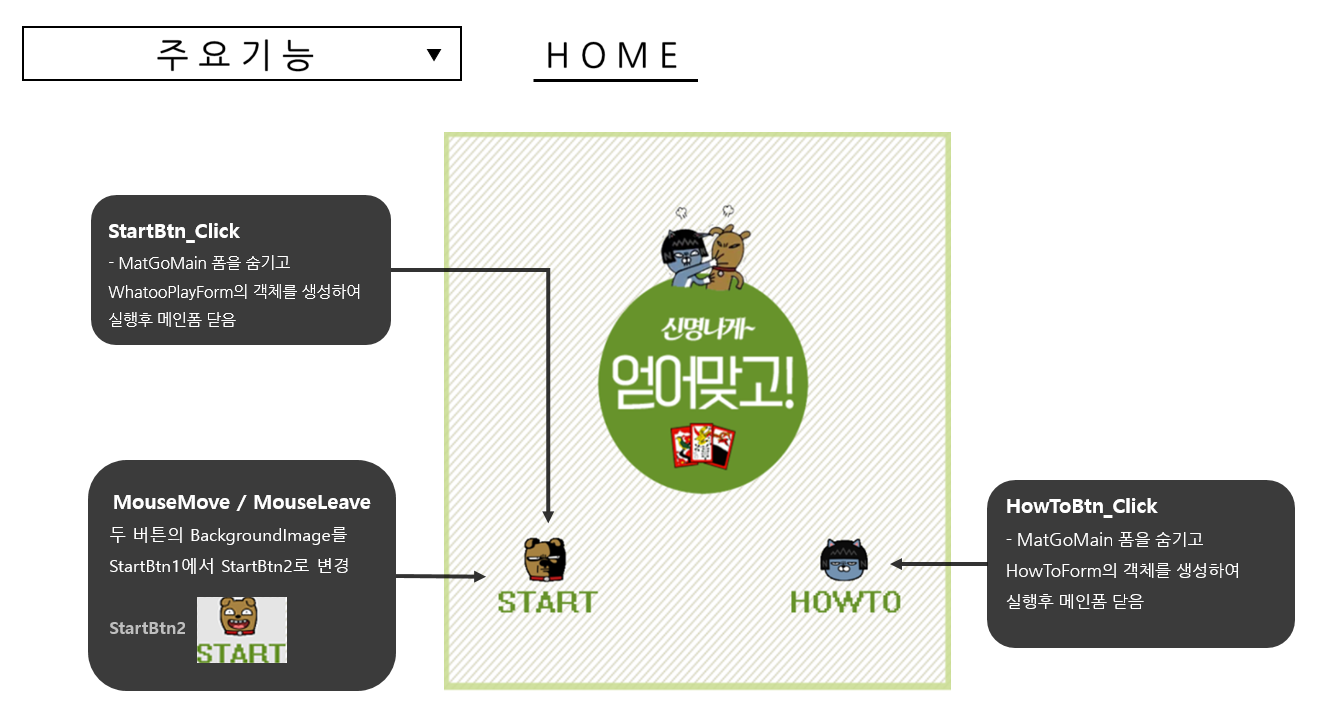 주요기능 ▼
HOME
StartBtn_Click
- MatGoMain 폼을 숨기고
WhatooPlayForm의 객체를 생성하여
실행후 메인폼 닫음
신명나게~
얻어맞고!
MouseMove / MouseLeave
두 버튼의 BackgroundImage를
StartBtn1에서 StartBtn2로 변경
StartBtn2
START
START
HOWTO
HowToBtn_Click
- MatGoMain 폼을 숨기고
HowToForm의 객체를 생성하여
실행후 메인폼 닫음